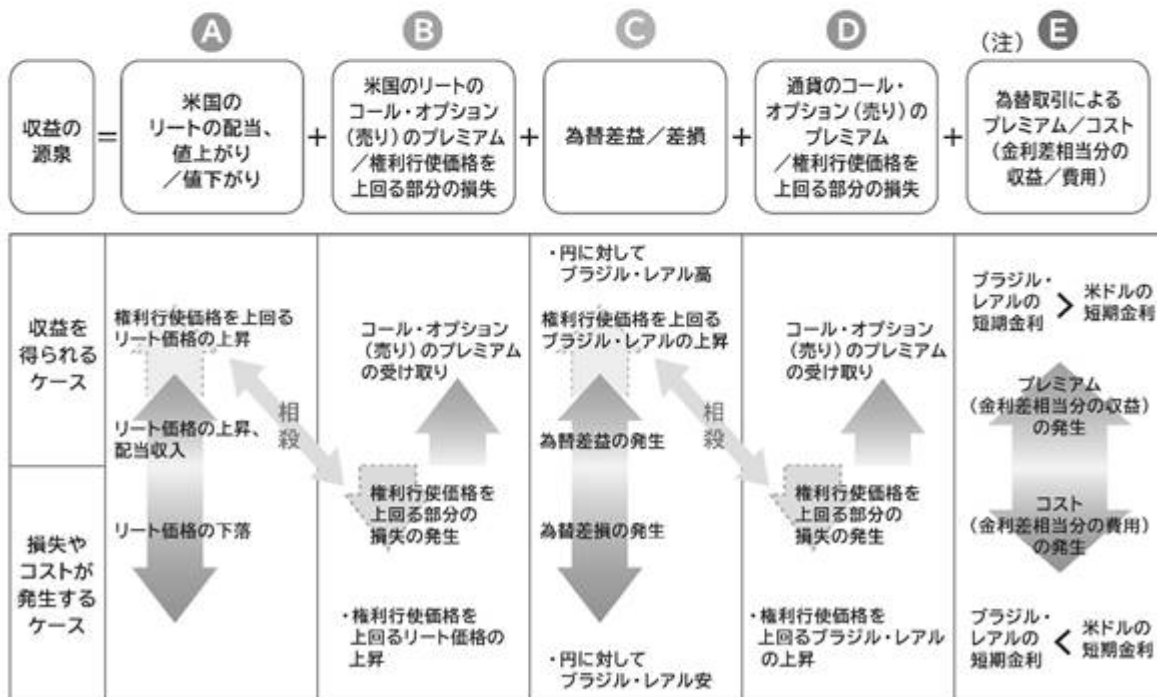 A
B
C
D
(注) E
収益の
源泉
=
米国の
リートの配当、
値上がり
／値下がり
+
米国のリートの
コール・オプション
(売り)のプレミアム
／権利行使価格を
上回る部分の損失
+
為替差益／差損
+
通貨のコール・
オプション(売り)の
プレミアム
／権利行使価格を
上回る部分の損失
+
為替取引による
プレミアム／コスト
(金利差相当分の
収益／費用)
収益を
得られる
ケース
権利行使価格を上回る
リート価格の上昇
リート価格の上昇、
配当収入
相殺
コール・オプション
(売り)のプレミアム
の受け取り
・円に対して
ブラジル・レアル高
権利行使価格を上回る
ブラジル・レアルの上昇
為替差益の発生
相殺
コール・オプション
(売り)のプレミアム
の受け取り
ブラジル・
レアルの
短期金利
>
米ドルの
短期金利
プレミアム
(金利差相当分の収益)
の発生
損失や
コストが
発生する
ケース
リート価格の下落
権利行使価格を
上回る部分の
損失の発生
・権利行使価格を
上回るリート価格の
上昇
為替差損の発生
・円に対して
ブラジル・レアル安
権利行使価格を
上回る部分の
損失の発生
・権利行使価格を
上回るブラジル・レアル
の上昇
コスト
(金利差相当分の費用)
の発生
ブラジル・
レアルの
短期金利
<
米ドルの
短期金利